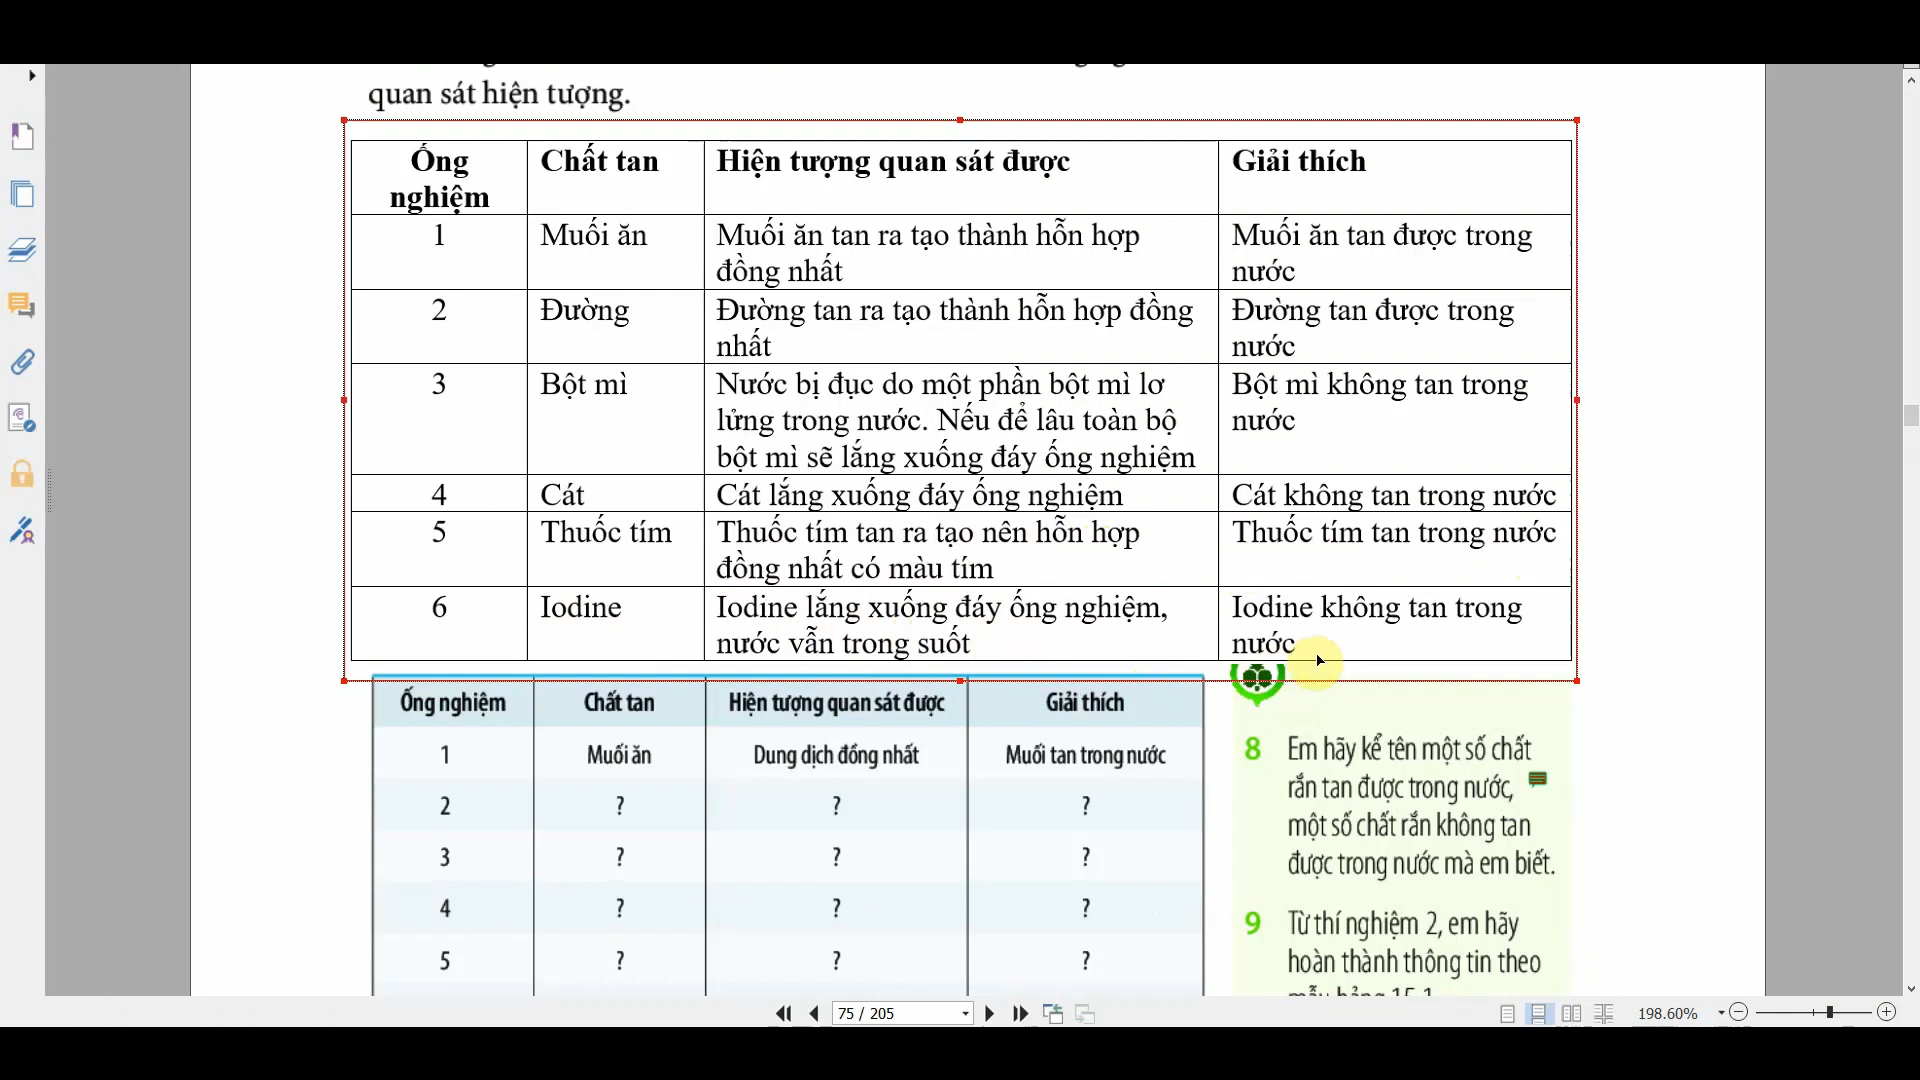 quan sát hiện tượng.
Ống nghiệm | Chất tan | Hiện tượng quan sát được | Giải thích
1 | Muối ăn | Muối ăn tan ra tạo thành hỗn hợp đồng nhất | Muối ăn tan được trong nước
2 | Đường | Đường tan ra tạo thành hỗn hợp đồng nhất | Đường tan được trong nước
3 | Bột mì | Nước bị đục do một phần bột mì lơ lửng trong nước. Nếu để lâu toàn bộ bột mì sẽ lắng xuống đáy ống nghiệm | Bột mì không tan trong nước
4 | Cát | Cát lắng xuống đáy ống nghiệm | Cát không tan trong nước
5 | Thuốc tím | Thuốc tím tan ra tạo nên hỗn hợp đồng nhất có màu tím | Thuốc tím tan trong nước
6 | Iodine | Iodine lắng xuống đáy ống nghiệm, nước vẫn trong suốt | Iodine không tan trong nước
Ống nghiệm | Chất tan | Hiện tượng quan sát được | Giải thích
1 | Muối ăn | Dung dịch đồng nhất | Muối tan trong nước
2 | ? | ? | ?
3 | ? | ? | ?
4 | ? | ? | ?
5 | ? | ? | ?
8 Em hãy kể tên một số chất
rắn tan được trong nước,
một số chất rắn không tan
được trong nước mà em biết.
9 Từ thí nghiệm 2, em hãy
hoàn thành thông tin theo
75 / 205
198.60%